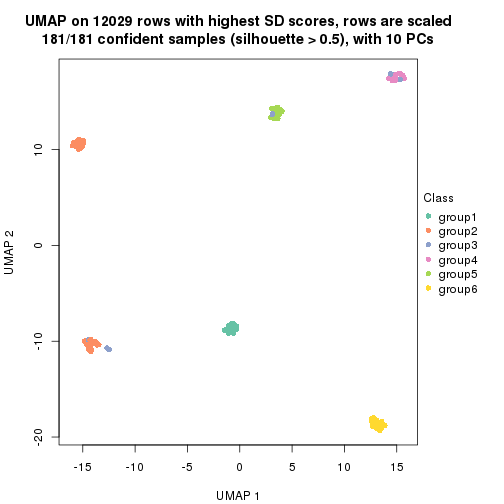 UMAP on 12029 rows with highest SD scores, rows are scaled
181/181 confident samples (silhouette > 0.5), with 10 PCs
10
0
-10
-20
UMAP 2
-15
-10
-5
0
5
10
15
UMAP 1
Class
group1
group2
group3
group4
group5
group6